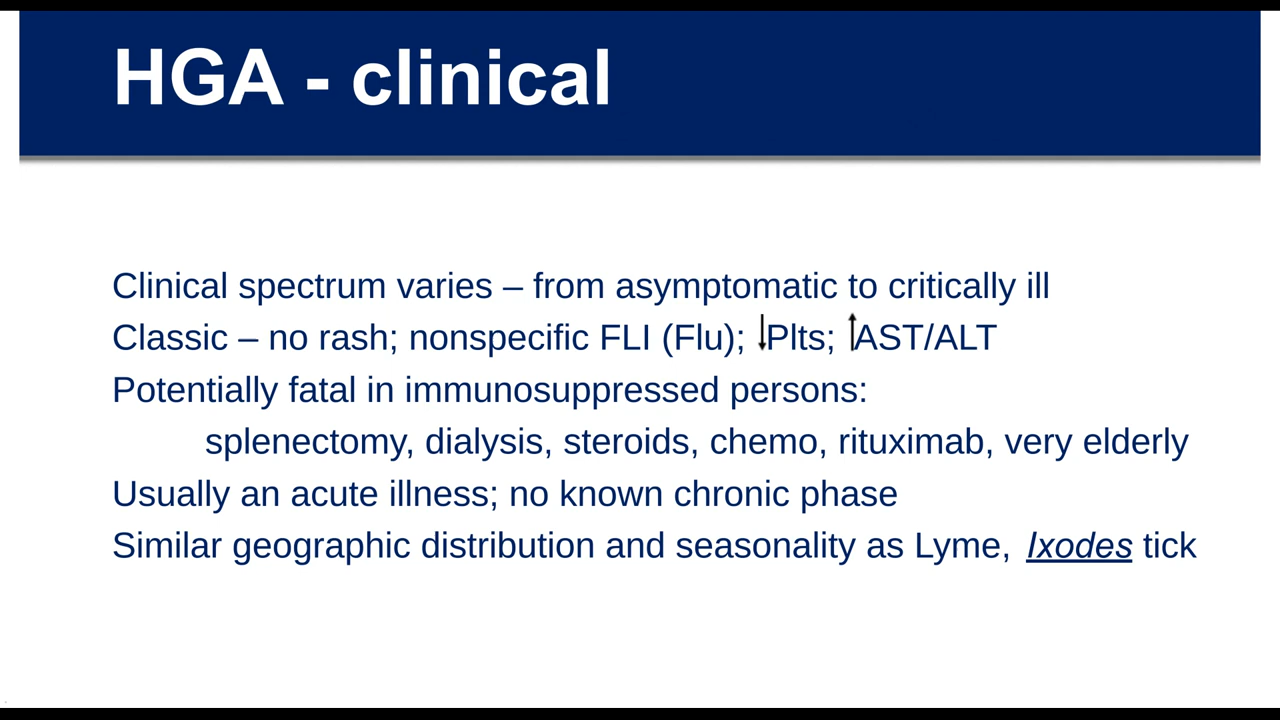 HGA - clinical
Clinical spectrum varies – from asymptomatic to critically ill
Classic – no rash; nonspecific FLI (Flu); ↓Plts; ↑AST/ALT
Potentially fatal in immunosuppressed persons:
splenectomy, dialysis, steroids, chemo, rituximab, very elderly
Usually an acute illness; no known chronic phase
Similar geographic distribution and seasonality as Lyme, Ixodes tick